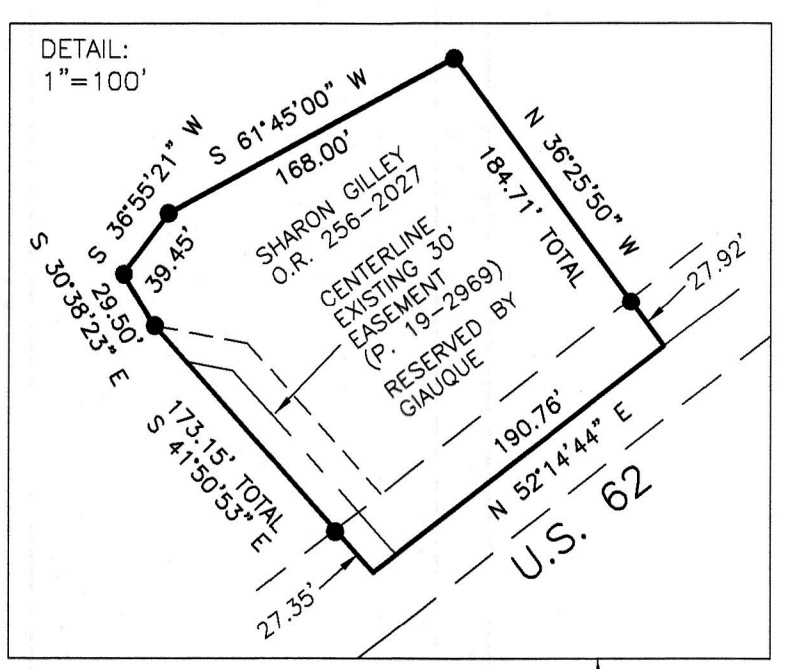 DETAIL:
1"=100'
S 61°45'00" W
168.00'
S 36°55'21" W
39.45'
S 30°38'23" E
29.50'
N 36°25'50" W
184.71' TOTAL
27.92'
SHARON GILLEY
O.R. 256-2027
CENTERLINE
EXISTING 30'
EASEMENT
(P. 19-2969)
RESERVED BY
GIAUQUE
173.15' TOTAL
S 41°50'53" E
190.76'
N 52°14'44" E
U.S. 62
27.35'